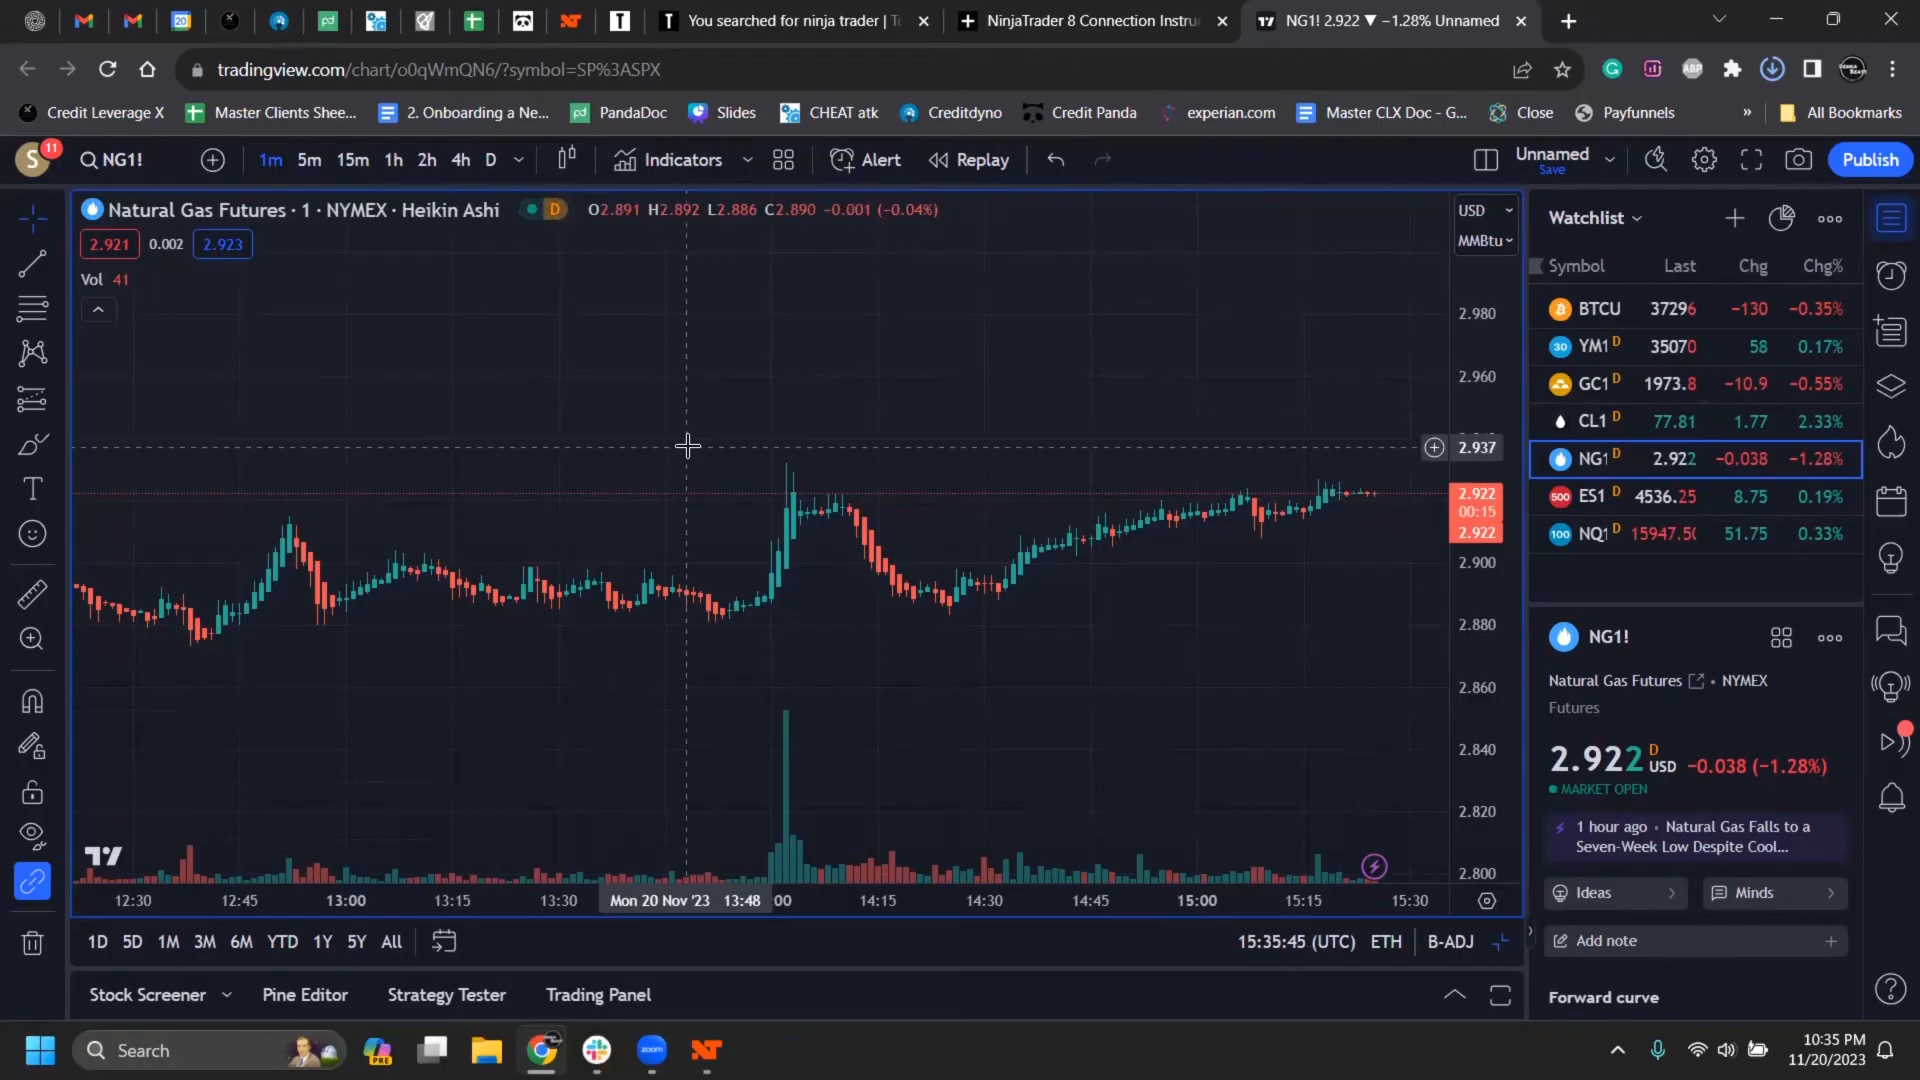 You searched for ninja trader | T
NinjaTrader 8 Connection Instru
NG1! 2.922 ▼ −1.28% Unnamed
tradingview.com/chart/o0qWmQN6/?symbol=SP%3ASPX
Credit Leverage X
Master Clients Shee...
2. Onboarding a Ne...
PandaDoc
Slides
CHEAT atk
Creditdyno
Credit Panda
experian.com
Master CLX Doc - G...
Close
Payfunnels
»
All Bookmarks
S 11
NG1!
1m 5m 15m 1h 2h 4h D
Indicators
Alert
Replay
Unnamed
Save
Publish
Natural Gas Futures · 1 · NYMEX · Heikin Ashi
D
O2.891 H2.892 L2.886 C2.890 −0.001 (−0.04%)
2.921 0.002 2.923
Vol 41
USD
MMBtu
2.980
2.960
2.937
2.922
00:15
2.922
2.900
2.880
2.860
2.840
2.820
2.800
12:30 12:45 13:00 13:15 13:30 Mon 20 Nov '23 13:48 :00 14:15 14:30 14:45 15:00 15:15 15:30
1D 5D 1M 3M 6M YTD 1Y 5Y All
15:35:45 (UTC) ETH B-ADJ
Stock Screener
Pine Editor
Strategy Tester
Trading Panel
Watchlist
Symbol Last Chg Chg%
BTCU 37296 −130 −0.35%
30 YM1 D 35070 58 0.17%
GC1 D 1973.8 −10.9 −0.55%
CL1 D 77.81 1.77 2.33%
NG1 D 2.922 −0.038 −1.28%
500 ES1 D 4536.25 8.75 0.19%
100 NQ1 D 15947.50 51.75 0.33%
NG1!
Natural Gas Futures • NYMEX
Futures
2.922 D USD −0.038 (−1.28%)
MARKET OPEN
1 hour ago • Natural Gas Falls to a
Seven-Week Low Despite Cool...
Ideas
Minds
Add note
Forward curve
Search
PRE
zoom
10:35 PM
11/20/2023